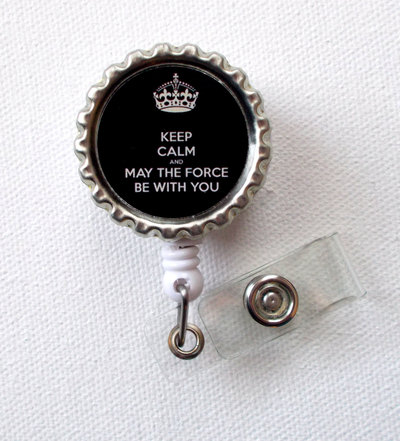 KEEP
CALM
AND
MAY THE FORCE
BE WITH YOU